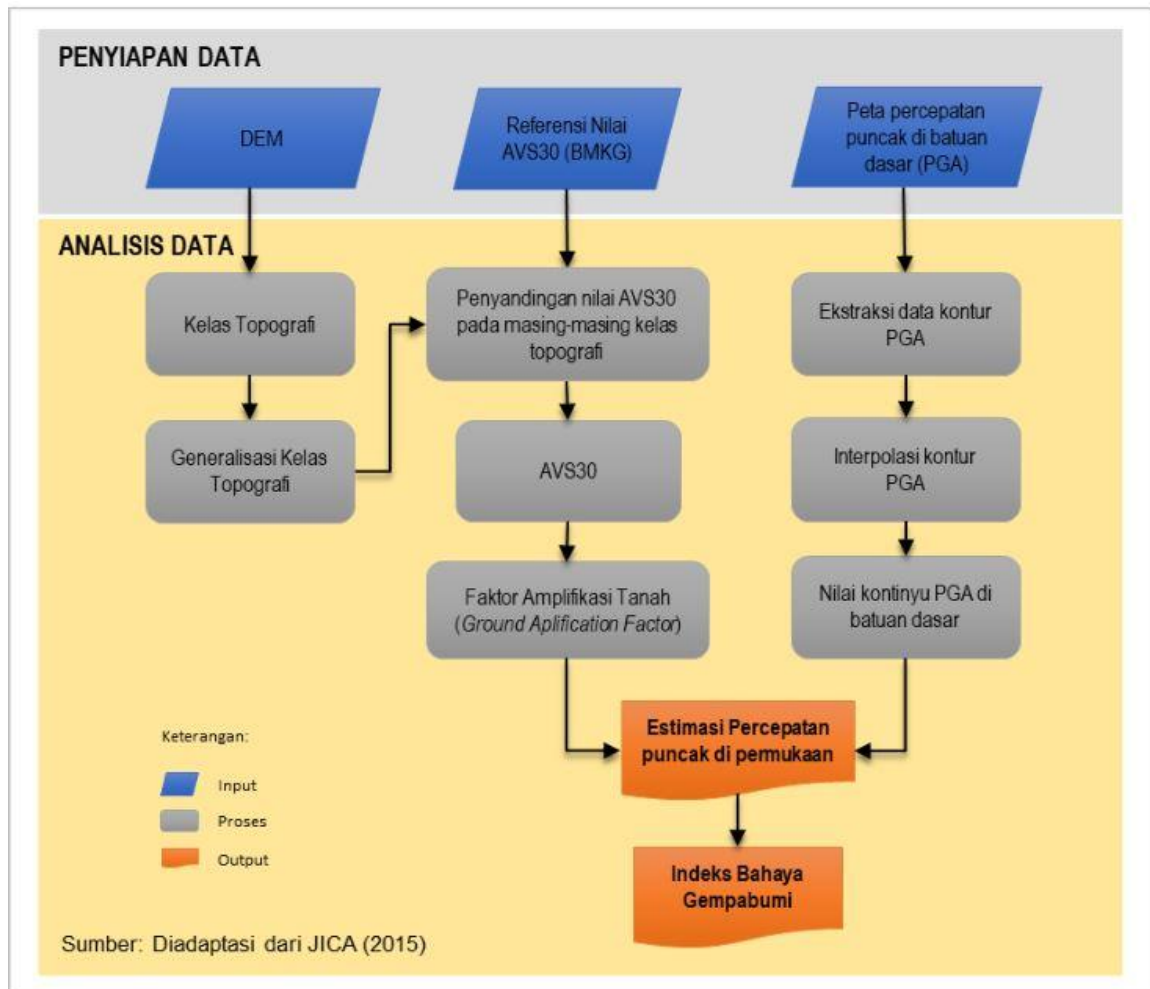 PENYIAPAN DATA
DEM
Referensi Nilai
AVS30 (BMKG)
Peta percepatan
puncak di batuan
dasar (PGA)
ANALISIS DATA
Kelas Topografi
Penyandingan nilai AVS30
pada masing-masing kelas
topografi
Ekstraksi data kontur
PGA
Generalisasi Kelas
Topografi
AVS30
Interpolasi kontur
PGA
Faktor Amplifikasi Tanah
(Ground Aplification Factor)
Nilai kontinyu PGA di
batuan dasar
Estimasi Percepatan
puncak di permukaan
Indeks Bahaya
Gempabumi
Keterangan:
Input
Proses
Output
Sumber: Diadaptasi dari JICA (2015)